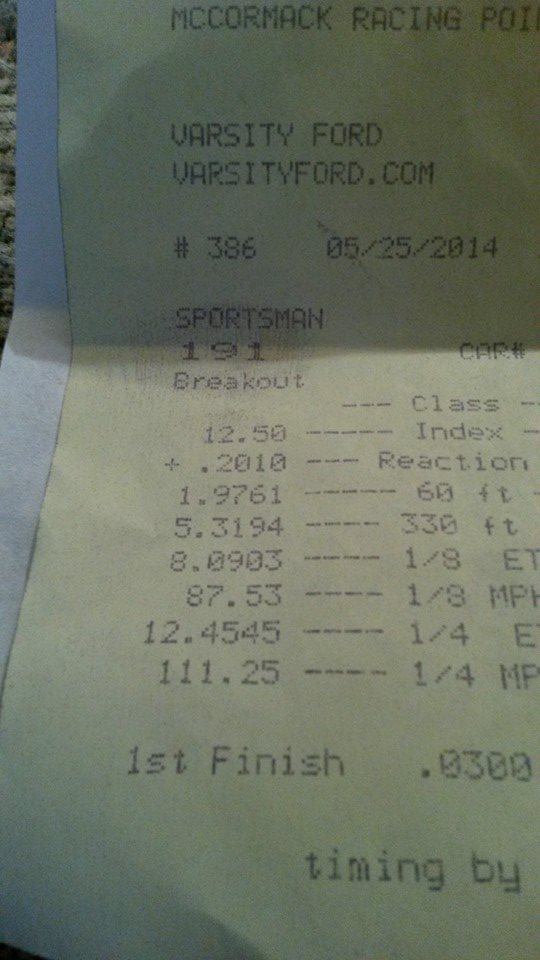 MCCORMACK RACING
VARSITY FORD
VARSITYFORD.COM
# 386 05/25/2014
SPORTSMAN
191 CAR#
Breakout
--- Class --
12.50 ----- Index -
+ .2010 --- Reaction
1.9761 ----- 60 ft -
5.3194 ---- 330 ft
8.0903 ---- 1/8 ET
87.53 ---- 1/8 MPH
12.4545 ---- 1/4 ET
111.25 ---- 1/4 MP
1st Finish .0300
timing by